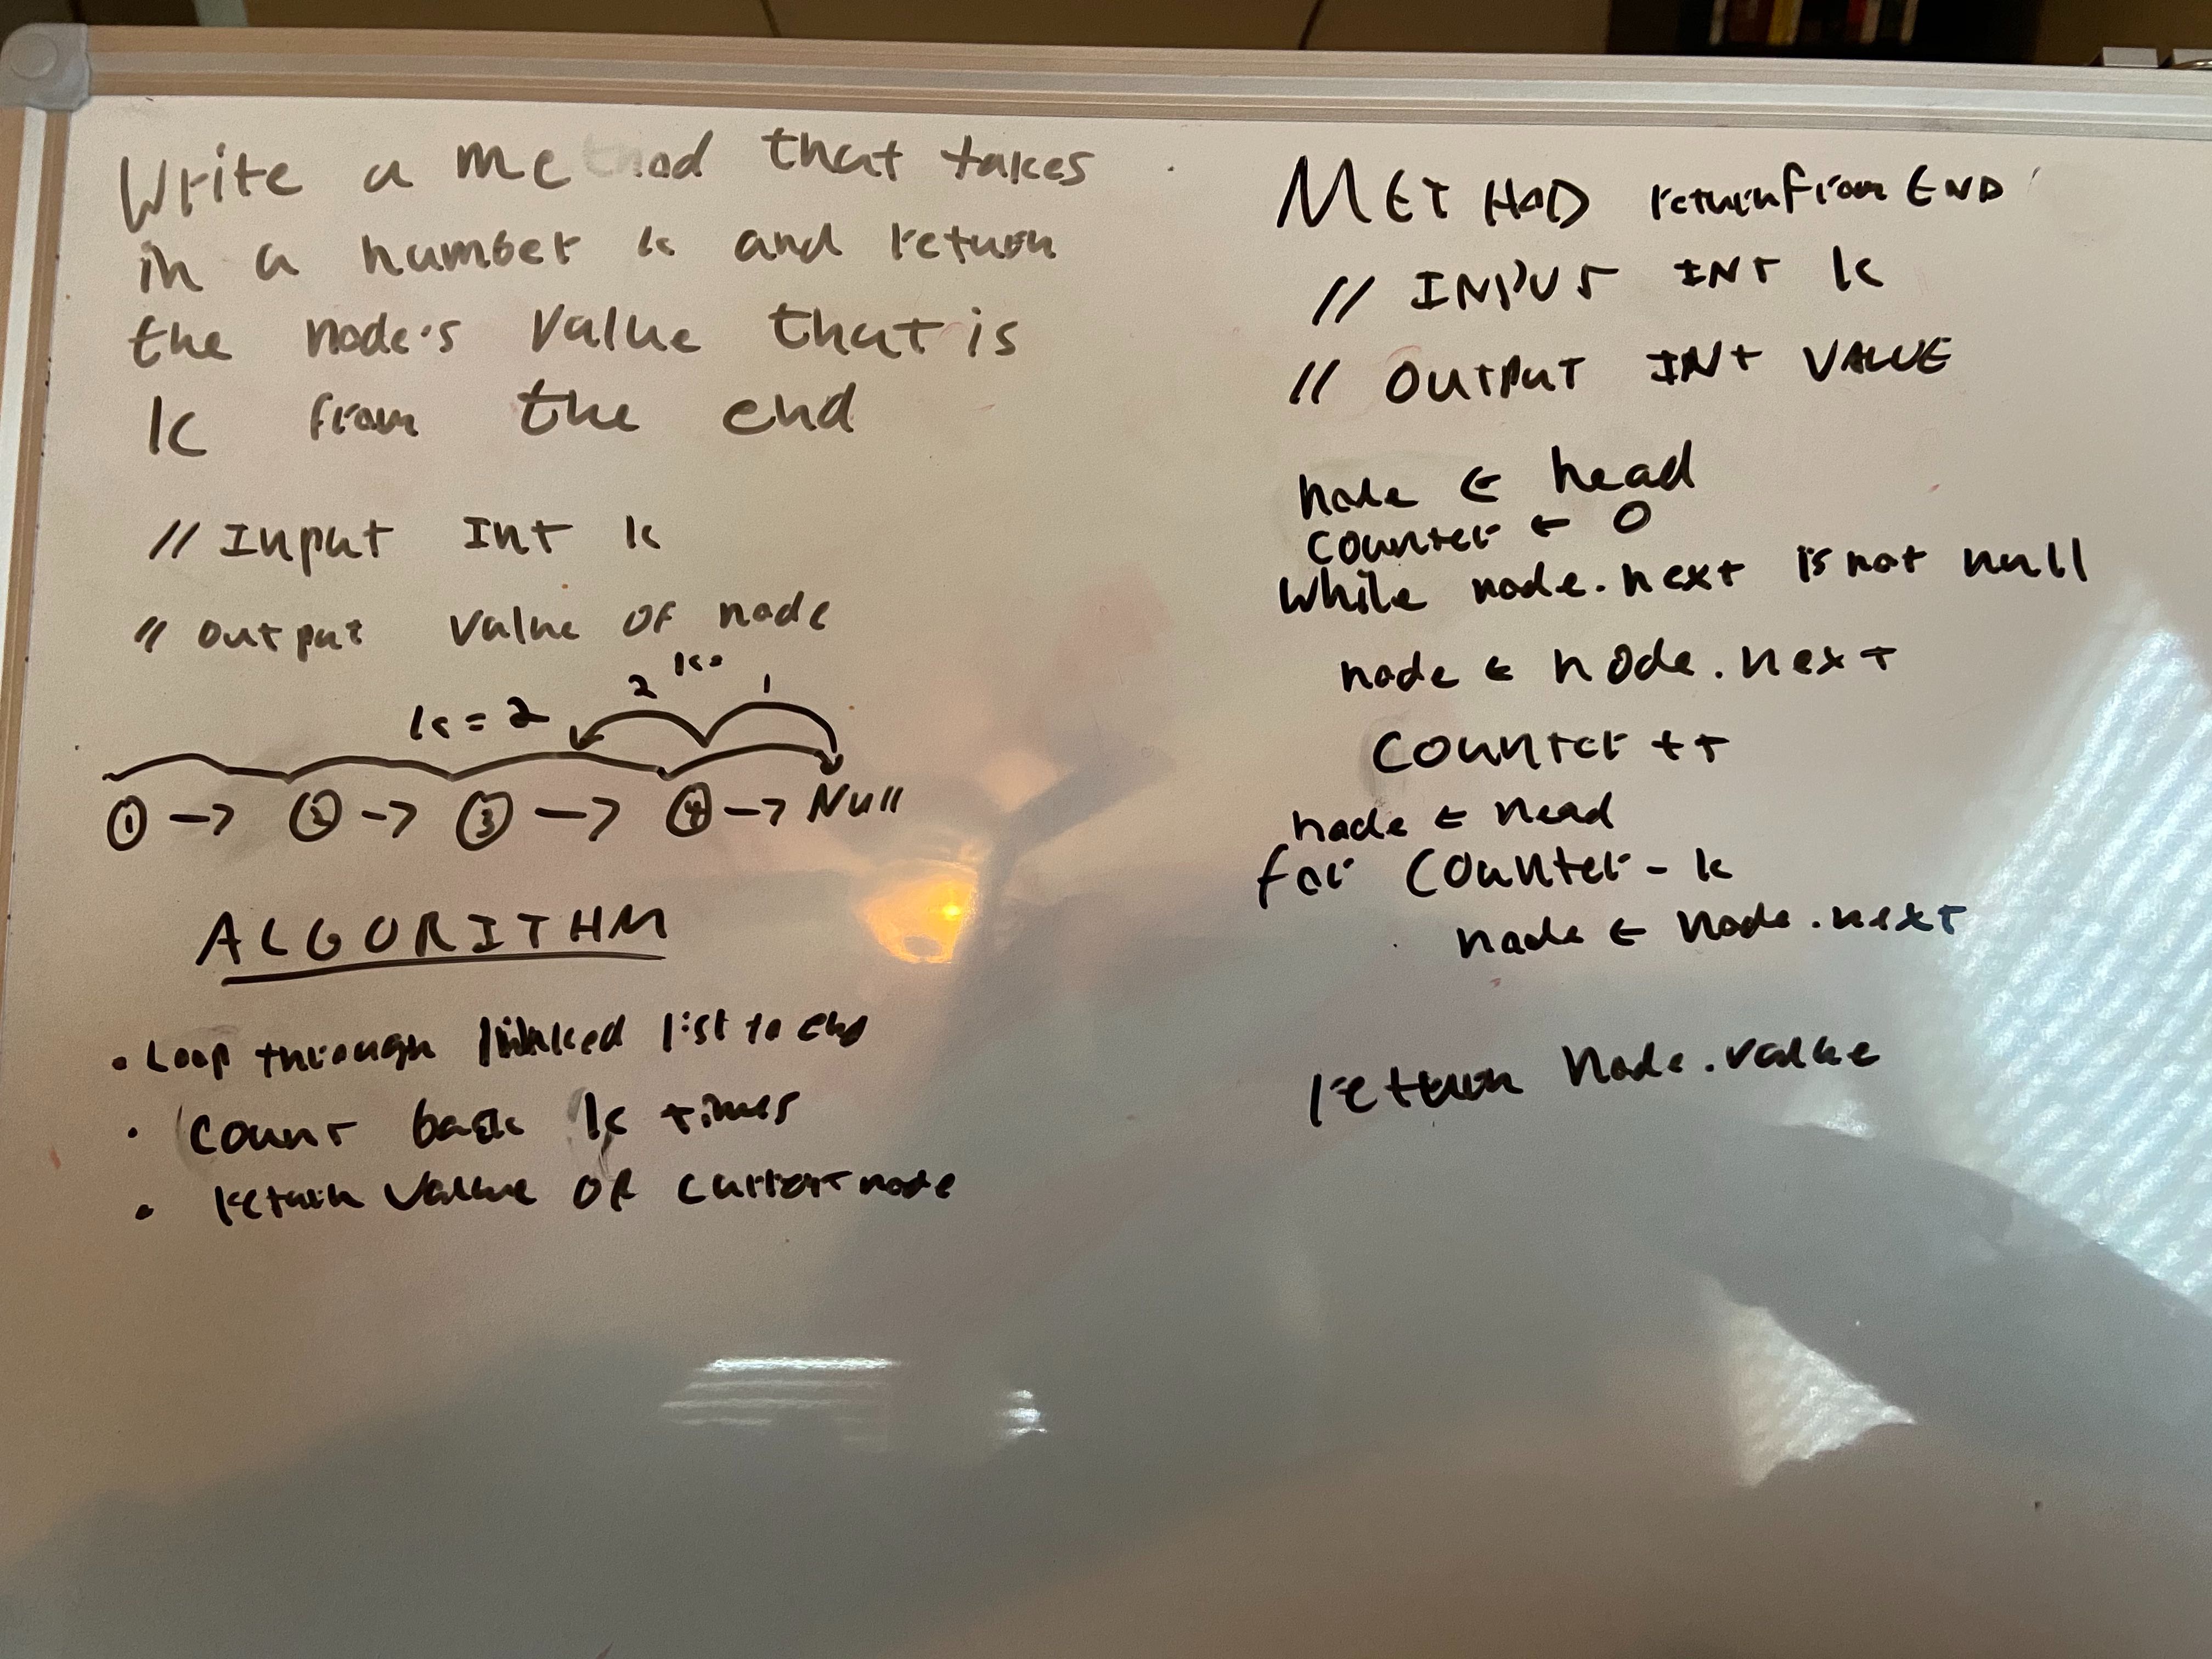 Write a method that takes
in a number k and return
the node's value that is
k from the end
// Input Int k
// output value of node
k=
2 1
k = 2
1 -> 2 -> 3 -> 4 -> Null
ALGORITHM
• Loop through linked list to end
• Count back k times
• return value of current node
METHOD returnfromEND
// INPUT INT k
// OUTPUT INT VALUE
node ← head
counter ← 0
While node.next is not null
node ← node.next
Counter ++
node ← head
for Counter - k
node ← node.next
return Node.value